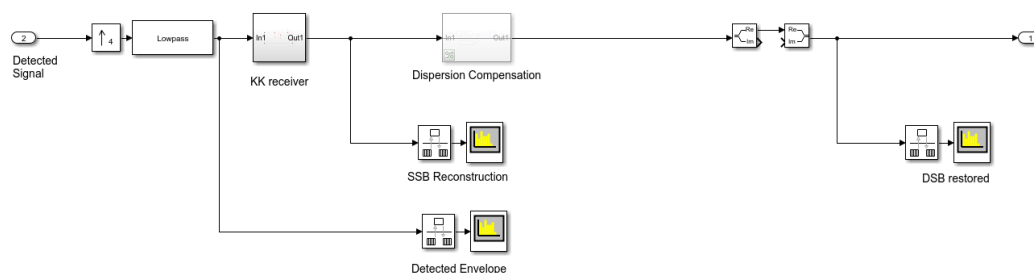 2
Detected
Signal
4
Lowpass
In1
Out1
KK receiver
In1
Out1
Dispersion Compensation
Re
Im
Re
Im
1
SSB Reconstruction
DSB restored
Detected Envelope